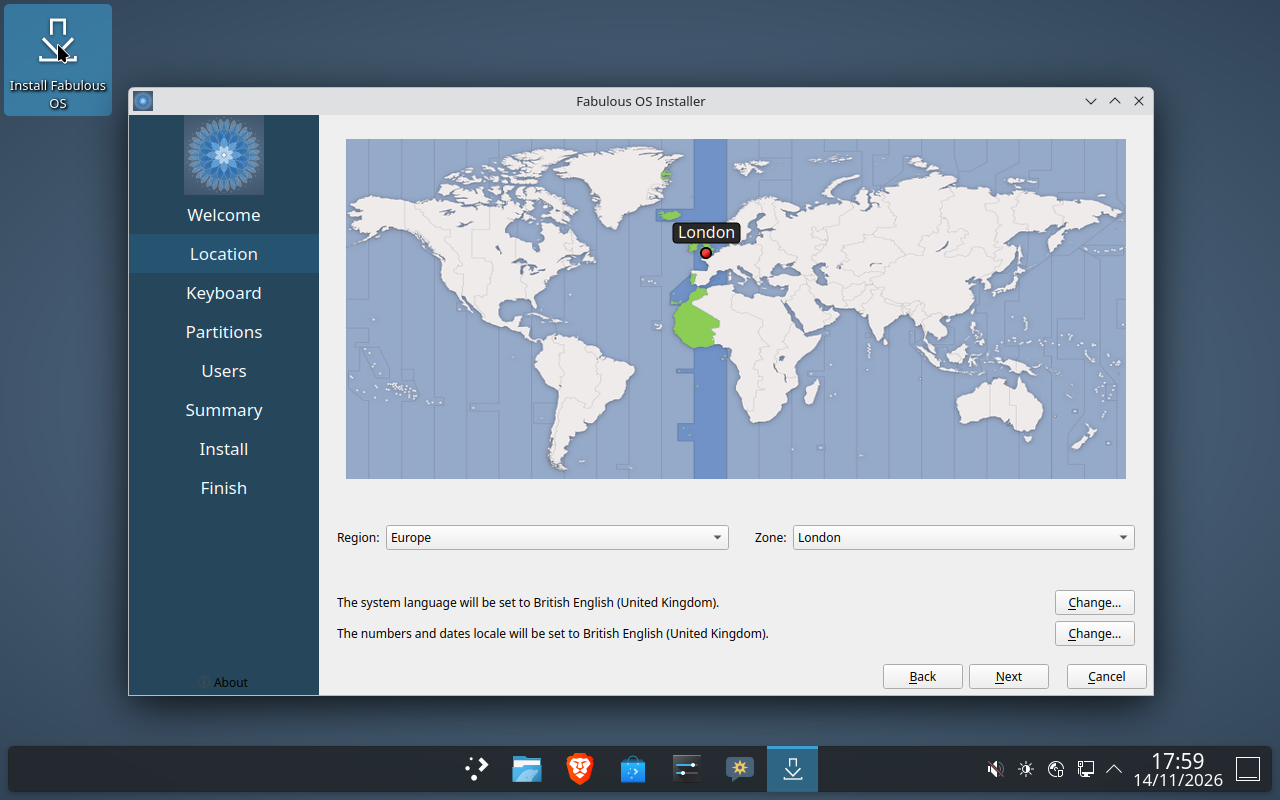 Install Fabulous
OS
Fabulous OS Installer
Welcome
Location
Keyboard
Partitions
Users
Summary
Install
Finish
About
London
Region: Europe Zone: London
The system language will be set to British English (United Kingdom). Change...
The numbers and dates locale will be set to British English (United Kingdom). Change...
Back Next Cancel
17:59
14/11/2026